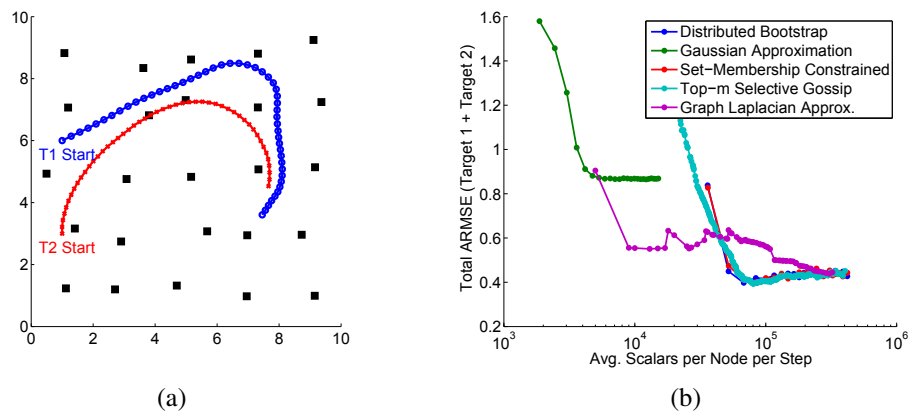 10
8
6
4
2
0
0 2 4 6 8 10
T1 Start
T2 Start
(a)
Total ARMSE (Target 1 + Target 2)
1.6
1.4
1.2
1
0.8
0.6
0.4
0.2
10^3 10^4 10^5 10^6
Avg. Scalars per Node per Step
Distributed Bootstrap
Gaussian Approximation
Set−Membership Constrained
Top−m Selective Gossip
Graph Laplacian Approx.
(b)